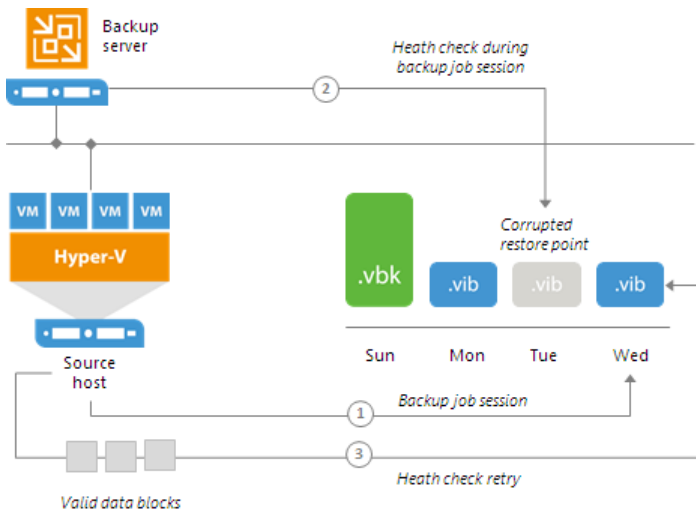 Backup
server
Heath check during
backup job session
2
VM VM VM VM
Hyper-V
Corrupted
restore point
.vbk
.vib
.vib
.vib
Sun Mon Tue Wed
Source
host
1
Backup job session
3
Heath check retry
Valid data blocks